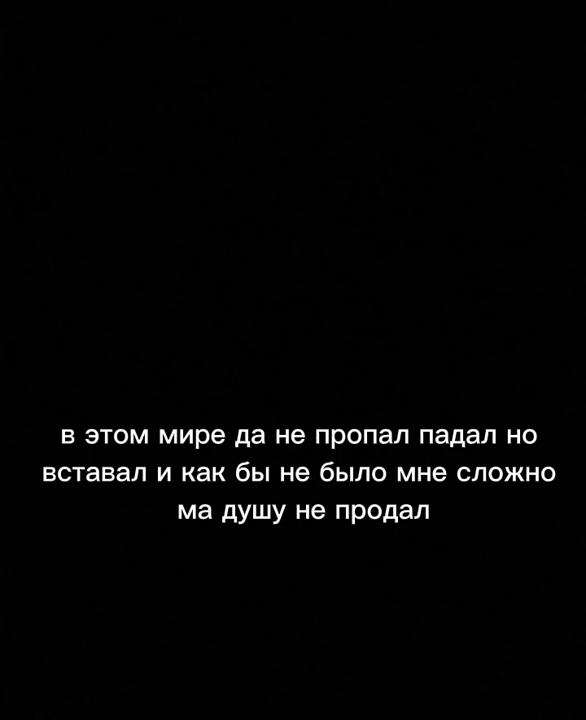 в этом мире да не пропал падал но
вставал и как бы не было мне сложно
ма душу не продал